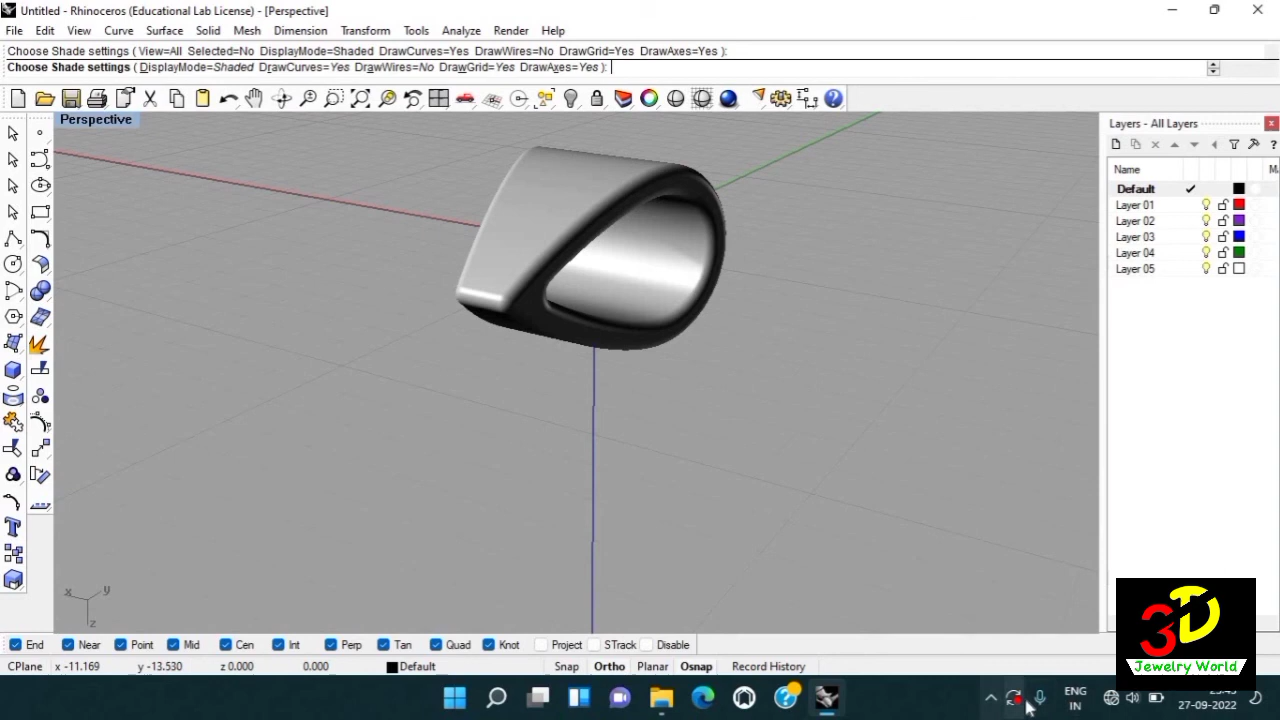 Untitled - Rhinoceros (Educational Lab License) - [Perspective]
File Edit View Curve Surface Solid Mesh Dimension Transform Tools Analyze Render Help
Choose Shade settings ( View=All Selected=No DisplayMode=Shaded DrawCurves=Yes DrawWires=No DrawGrid=Yes DrawAxes=Yes ):
Choose Shade settings ( DisplayMode=Shaded DrawCurves=Yes DrawWires=No DrawGrid=Yes DrawAxes=Yes ):
Perspective
Layers - All Layers
Name M
Default
Layer 01
Layer 02
Layer 03
Layer 04
Layer 05
x y z
End Near Point Mid Cen Int Perp Tan Quad Knot Project STrack Disable
CPlane x -11.169 y -13.530 z 0.000 0.000 Default Snap Ortho Planar Osnap Record History
3D
Jewelry World
ENG
IN
27-09-2022